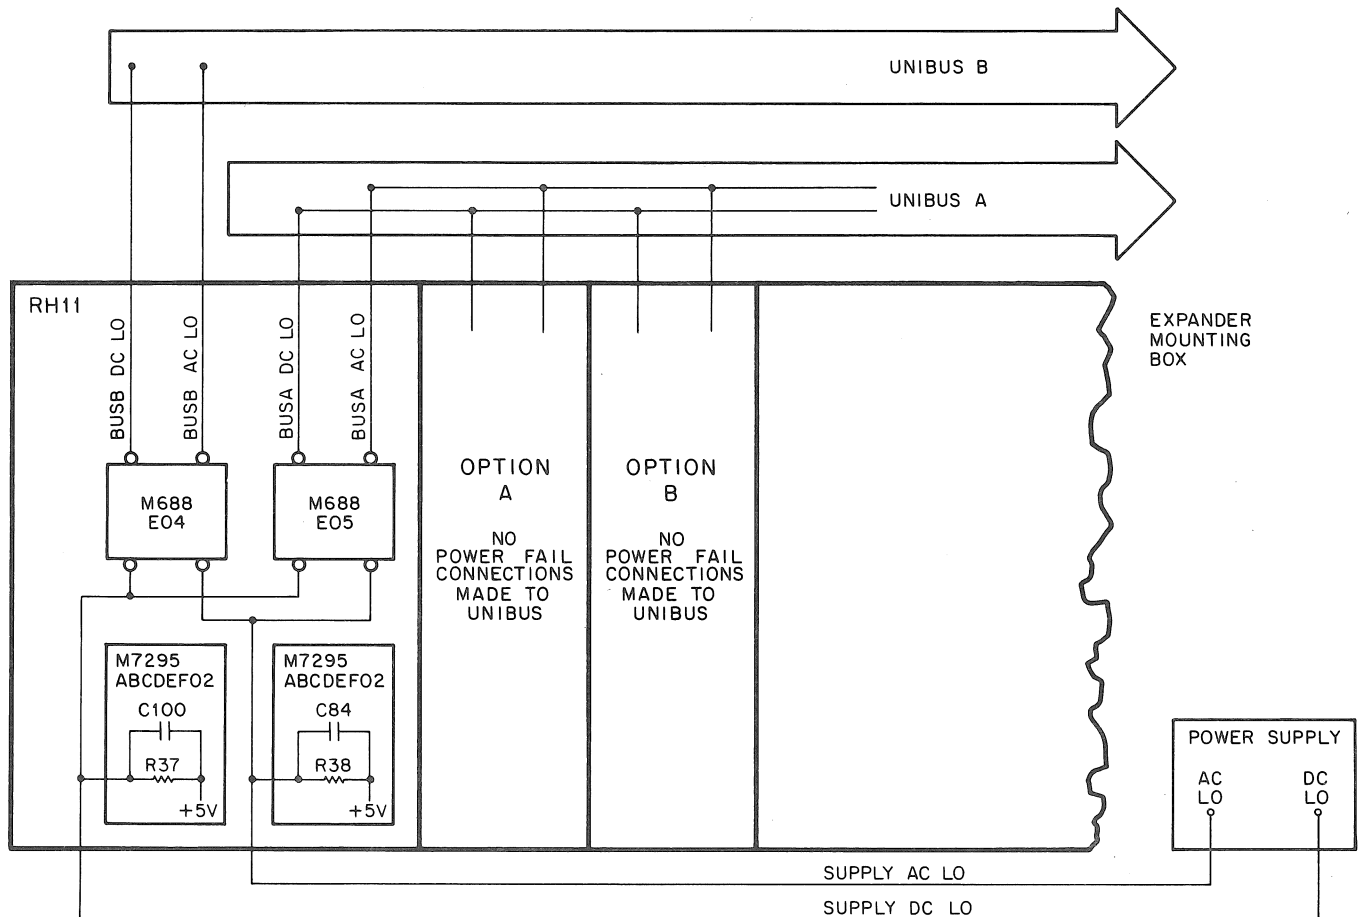 UNIBUS B
UNIBUS A
RH11
BUSB DC LO
BUSB AC LO
BUSA DC LO
BUSA AC LO
EXPANDER
MOUNTING
BOX
M688
E04
M688
E05
OPTION
A
NO
POWER FAIL
CONNECTIONS
MADE TO
UNIBUS
OPTION
B
NO
POWER FAIL
CONNECTIONS
MADE TO
UNIBUS
M7295
ABCDEF02
C100
R37
+5V
M7295
ABCDEF02
C84
R38
+5V
POWER SUPPLY
AC
LO
DC
LO
SUPPLY AC LO
SUPPLY DC LO